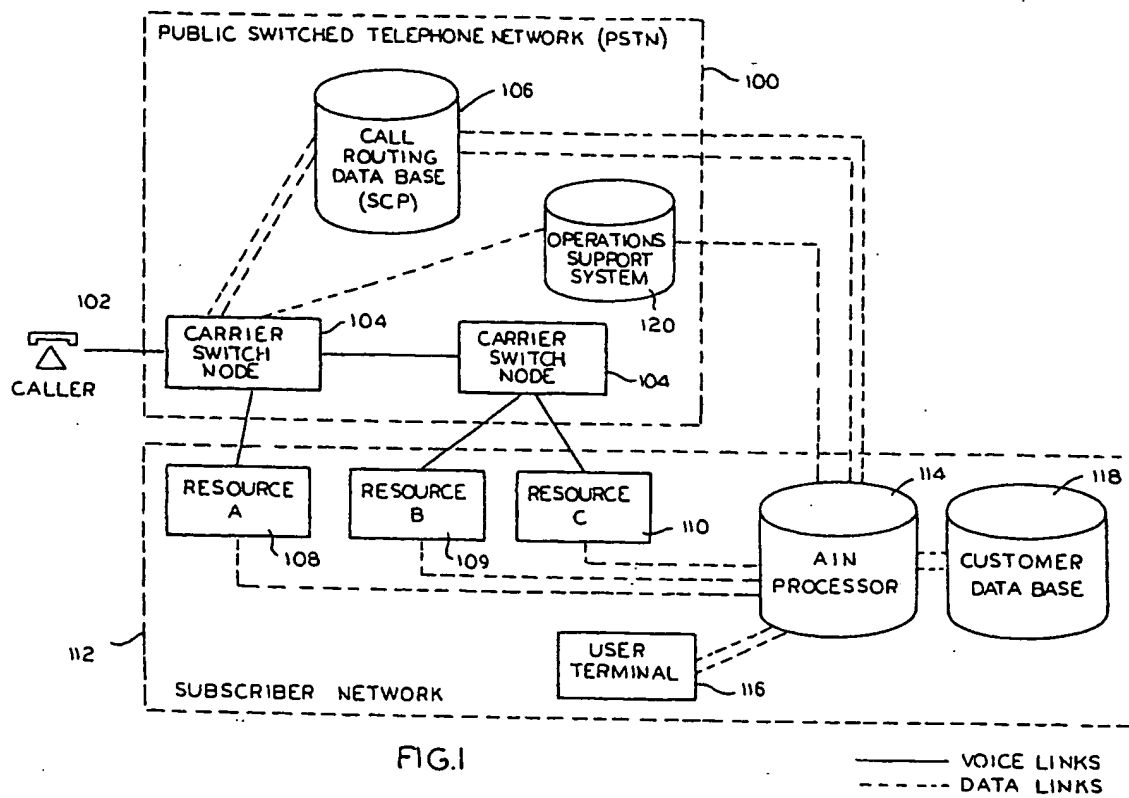 PUBLIC SWITCHED TELEPHONE NETWORK (PSTN)
100
106
CALL
ROUTING
DATA BASE
(SCP)
OPERATIONS
SUPPORT
SYSTEM
120
102
CALLER
104
CARRIER
SWITCH
NODE
CARRIER
SWITCH
NODE
104
RESOURCE
A
108
RESOURCE
B
109
RESOURCE
C
110
114
AIN
PROCESSOR
118
CUSTOMER
DATA BASE
112
USER
TERMINAL
116
SUBSCRIBER NETWORK
FIG.1
VOICE LINKS
DATA LINKS